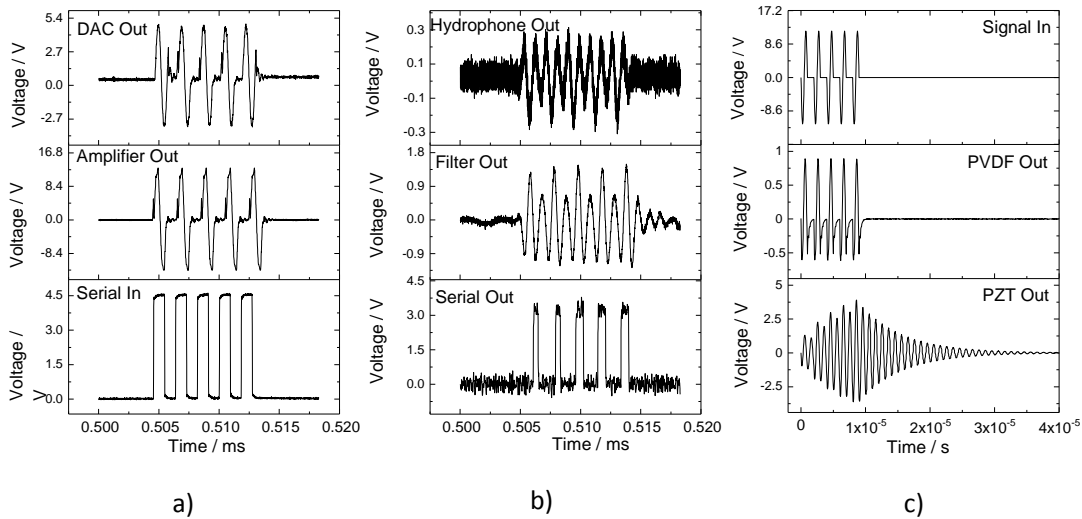 DAC Out
5.4
2.7
0.0
-2.7
Voltage / V
Amplifier Out
16.8
8.4
0.0
-8.4
Voltage / V
Serial In
4.5
3.0
1.5
0.0
Voltage / V
0.500 0.505 0.510 0.515 0.520
Time / ms
a)
Hydrophone Out
0.3
0.1
-0.1
-0.3
Voltage / V
Filter Out
1.8
0.9
0.0
-0.9
Voltage / V
Serial Out
4.5
3.0
1.5
0.0
Voltage / V
0.500 0.505 0.510 0.515 0.520
Time / ms
b)
Signal In
17.2
8.6
0.0
-8.6
Voltage / V
PVDF Out
1
0.5
0
-0.5
Voltage / V
PZT Out
5
2.5
0
-2.5
Voltage / V
0 1x10-5 2x10-5 3x10-5 4x10-5
Time / s
c)